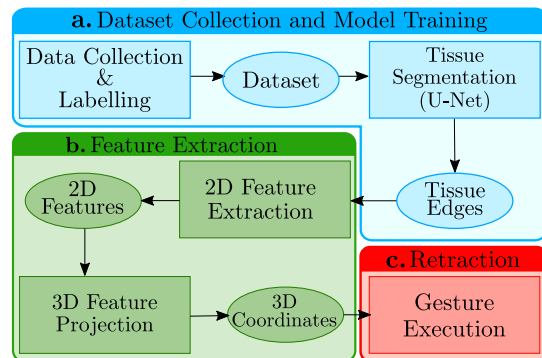 a. Dataset Collection and Model Training
Data Collection
&
Labelling
Dataset
Tissue
Segmentation
(U-Net)
Tissue
Edges
b. Feature Extraction
2D Feature
Extraction
2D
Features
3D Feature
Projection
3D
Coordinates
c. Retraction
Gesture
Execution